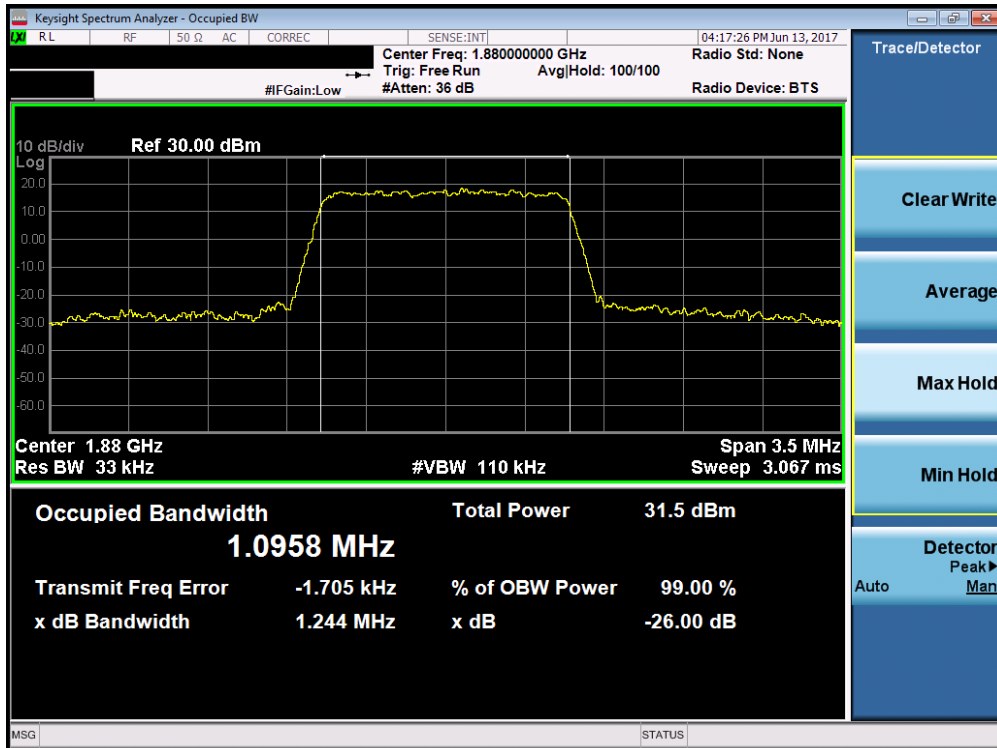 Keysight Spectrum Analyzer - Occupied BW
LXI RL RF 50 Ω AC CORREC SENSE:INT 04:17:26 PM Jun 13, 2017
Center Freq: 1.880000000 GHz Radio Std: None
Trig: Free Run Avg|Hold: 100/100
#IFGain:Low #Atten: 36 dB Radio Device: BTS
10 dB/div Ref 30.00 dBm
Log
20.0
10.0
0.00
-10.0
-20.0
-30.0
-40.0
-50.0
-60.0
Center 1.88 GHz Span 3.5 MHz
Res BW 33 kHz #VBW 110 kHz Sweep 3.067 ms
Occupied Bandwidth Total Power 31.5 dBm
1.0958 MHz
Transmit Freq Error -1.705 kHz % of OBW Power 99.00 %
x dB Bandwidth 1.244 MHz x dB -26.00 dB
MSG STATUS
Trace/Detector
Clear Write
Average
Max Hold
Min Hold
Detector
Peak▶
Auto Man